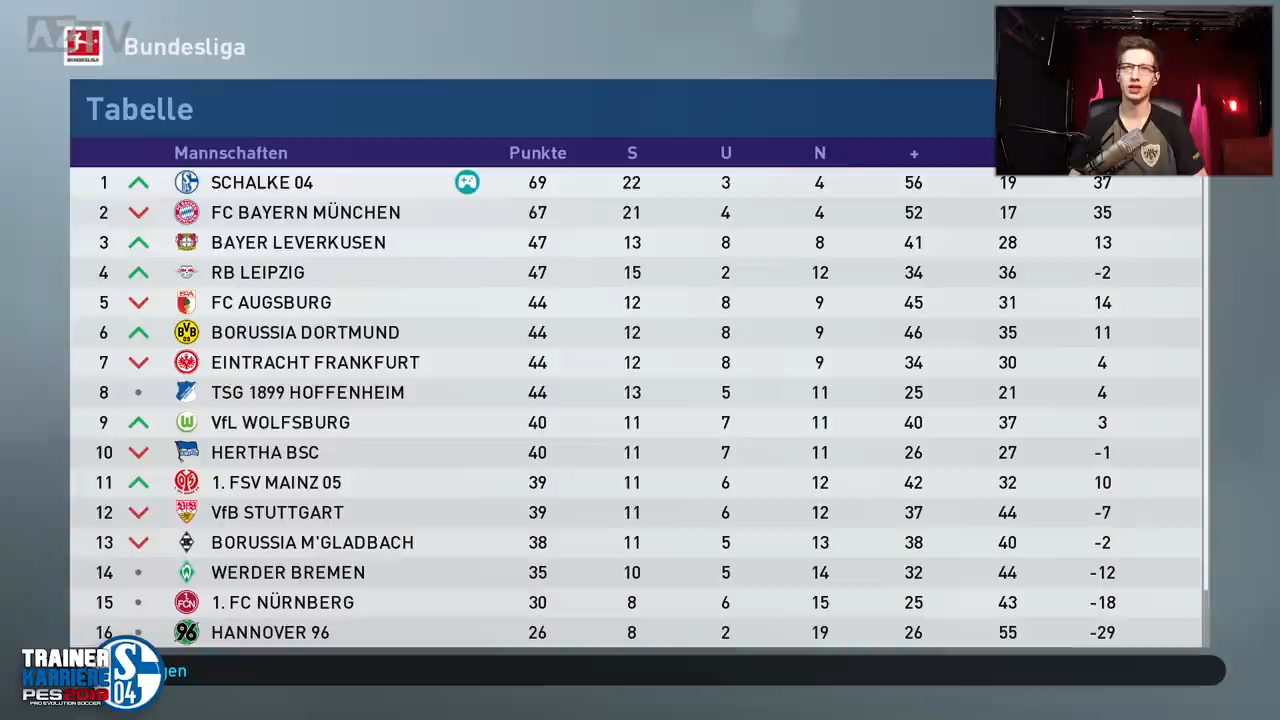 AZTV
BUNDESLIGA
Bundesliga
Tabelle
Mannschaften Punkte S U N +
1 SCHALKE 04 69 22 3 4 56 19 37
2 FC BAYERN MÜNCHEN 67 21 4 4 52 17 35
3 BAYER LEVERKUSEN 47 13 8 8 41 28 13
4 RB LEIPZIG 47 15 2 12 34 36 -2
5 FC AUGSBURG 44 12 8 9 45 31 14
6 BORUSSIA DORTMUND 44 12 8 9 46 35 11
7 EINTRACHT FRANKFURT 44 12 8 9 34 30 4
8 TSG 1899 HOFFENHEIM 44 13 5 11 25 21 4
9 VfL WOLFSBURG 40 11 7 11 40 37 3
10 HERTHA BSC 40 11 7 11 26 27 -1
11 1. FSV MAINZ 05 39 11 6 12 42 32 10
12 VfB STUTTGART 39 11 6 12 37 44 -7
13 BORUSSIA M'GLADBACH 38 11 5 13 38 40 -2
14 WERDER BREMEN 35 10 5 14 32 44 -12
15 1. FC NÜRNBERG 30 8 6 15 25 43 -18
16 HANNOVER 96 26 8 2 19 26 55 -29
TRAINER
KARRIERE
PES 2019
PRO EVOLUTION SOCCER
S 04
gen